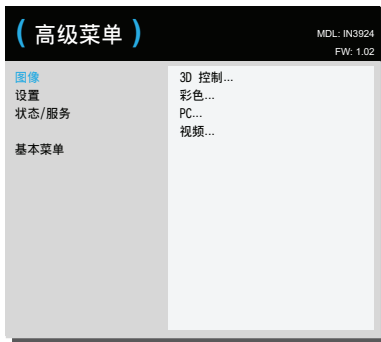 (高级菜单)
MDL: IN3924
FW: 1.02
图像
设置
状态/服务
基本菜单
3D 控制...
彩色...
PC...
视频...